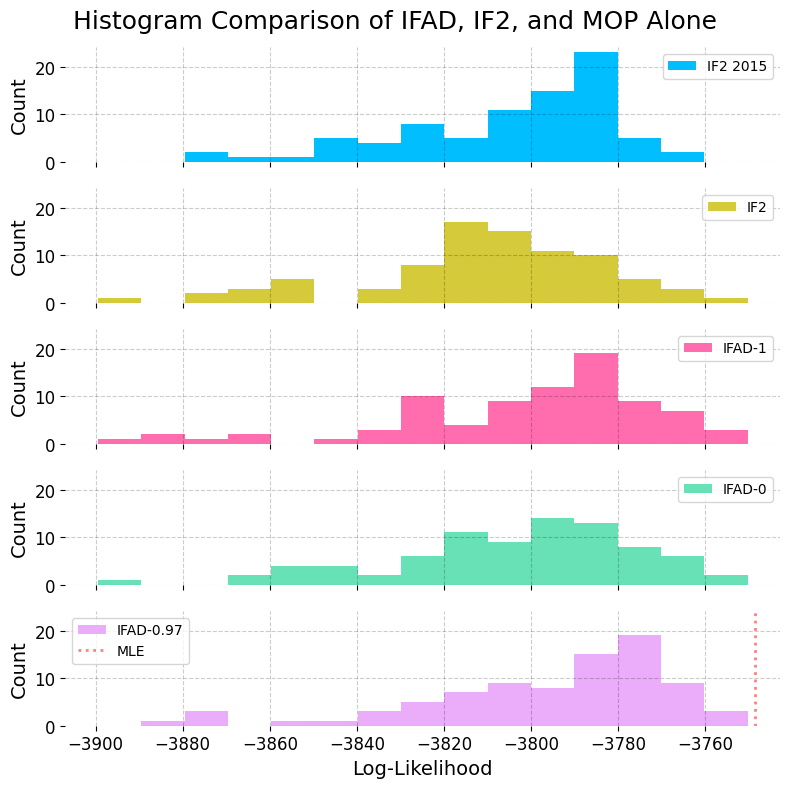 Histogram Comparison of IFAD, IF2, and MOP Alone
Count
20
10
0
IF2 2015
Count
20
10
0
IF2
Count
20
10
0
IFAD-1
Count
20
10
0
IFAD-0
Count
20
10
0
IFAD-0.97
MLE
−3900 −3880 −3860 −3840 −3820 −3800 −3780 −3760
Log-Likelihood